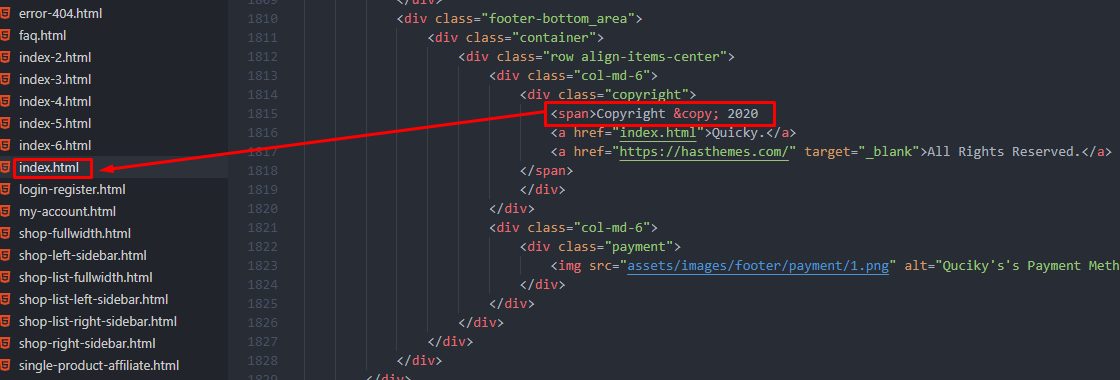 error-404.html
faq.html
index-2.html
index-3.html
index-4.html
index-5.html
index-6.html
index.html
login-register.html
my-account.html
shop-fullwidth.html
shop-left-sidebar.html
shop-list-fullwidth.html
shop-list-left-sidebar.html
shop-list-right-sidebar.html
shop-right-sidebar.html
single-product-affiliate.html
1809 </div>
1810 <div class="footer-bottom_area">
1811 <div class="container">
1812 <div class="row align-items-center">
1813 <div class="col-md-6">
1814 <div class="copyright">
1815 <span>Copyright &copy; 2020
1816 <a href="index.html">Quicky.</a>
1817 <a href="https://hasthemes.com/" target="_blank">All Rights Reserved.</a>
1818 </span>
1819 </div>
1820 </div>
1821 <div class="col-md-6">
1822 <div class="payment">
1823 <img src="assets/images/footer/payment/1.png" alt="Quciky's's Payment Meth
1824 </div>
1825 </div>
1826 </div>
1827 </div>
1828 </div>
1829 </div>